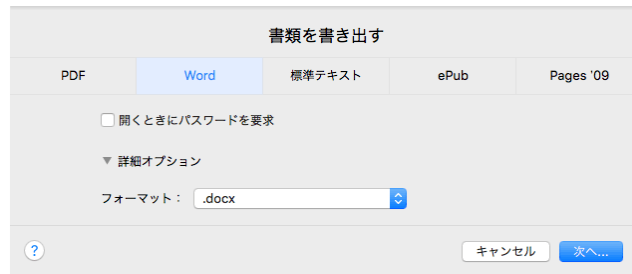 書類を書き出す
PDF Word 標準テキスト ePub Pages '09
開くときにパスワードを要求
詳細オプション
フォーマット： .docx
? キャンセル 次へ...